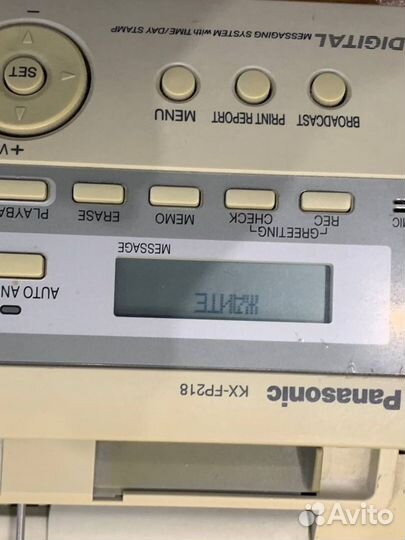 Panasonic KX-FP218
ЖДИТЕ
AUTO AN
MESSAGE
MIC
GREETING
REC CHECK MEMO ERASE PLAYBA
BROADCAST PRINT REPORT MENU
SET
+
−
DIGITAL MESSAGING SYSTEM with TIME/DAY STAMP
Avito